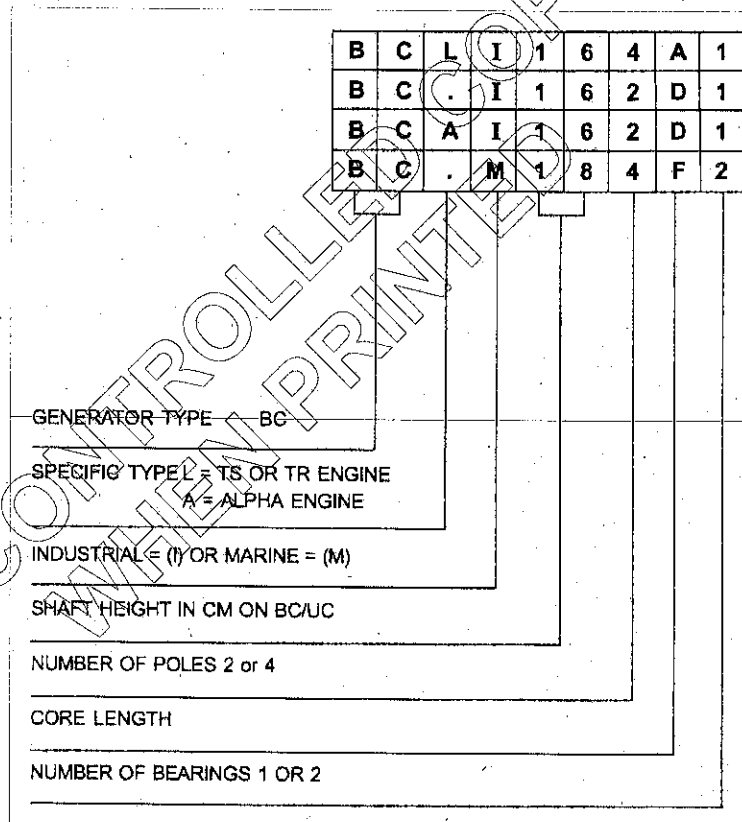 B C L I 1 6 4 A 1
B C . I 1 6 2 D 1
B C A I 1 6 2 D 1
B C . M 1 8 4 F 2
GENERATOR TYPE BC
SPECIFIC TYPE L = TS OR TR ENGINE
A = ALPHA ENGINE
INDUSTRIAL = (I) OR MARINE = (M)
SHAFT HEIGHT IN CM ON BC/UC
NUMBER OF POLES 2 or 4
CORE LENGTH
NUMBER OF BEARINGS 1 OR 2
CONTROLLED CO
WHEN PRINTED